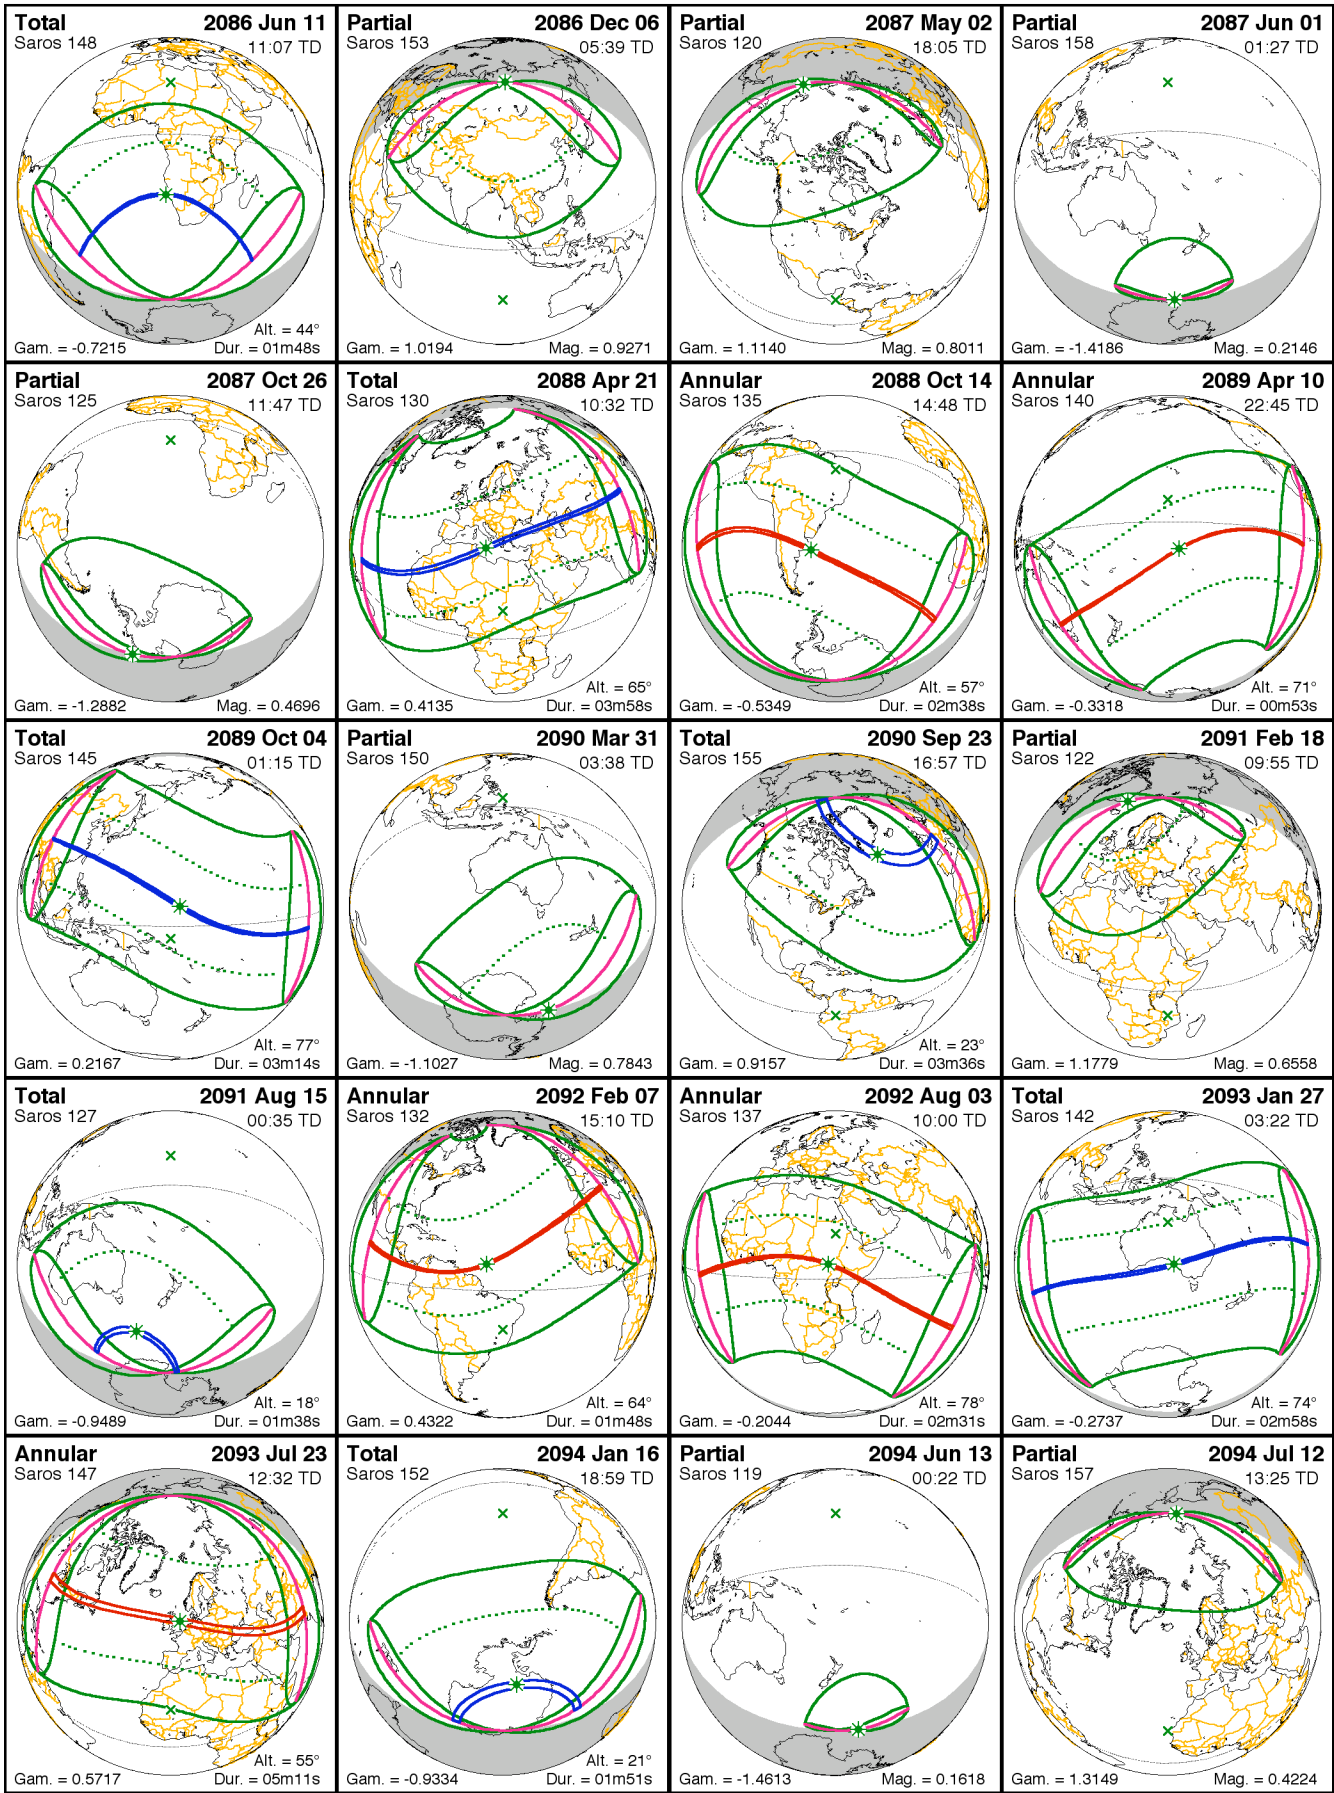 Total 2086 Jun 11
Saros 148 11:07 TD
Alt. = 44°
Gam. = -0.7215 Dur. = 01m48s
Partial 2086 Dec 06
Saros 153 05:39 TD
Gam. = 1.0194 Mag. = 0.9271
Partial 2087 May 02
Saros 120 18:05 TD
Gam. = 1.1140 Mag. = 0.8011
Partial 2087 Jun 01
Saros 158 01:27 TD
Gam. = -1.4186 Mag. = 0.2146
Partial 2087 Oct 26
Saros 125 11:47 TD
Gam. = -1.2882 Mag. = 0.4696
Total 2088 Apr 21
Saros 130 10:32 TD
Alt. = 65°
Gam. = 0.4135 Dur. = 03m58s
Annular 2088 Oct 14
Saros 135 14:48 TD
Alt. = 57°
Gam. = -0.5349 Dur. = 02m38s
Annular 2089 Apr 10
Saros 140 22:45 TD
Alt. = 71°
Gam. = -0.3318 Dur. = 00m53s
Total 2089 Oct 04
Saros 145 01:15 TD
Alt. = 77°
Gam. = 0.2167 Dur. = 03m14s
Partial 2090 Mar 31
Saros 150 03:38 TD
Gam. = -1.1027 Mag. = 0.7843
Total 2090 Sep 23
Saros 155 16:57 TD
Alt. = 23°
Gam. = 0.9157 Dur. = 03m36s
Partial 2091 Feb 18
Saros 122 09:55 TD
Gam. = 1.1779 Mag. = 0.6558
Total 2091 Aug 15
Saros 127 00:35 TD
Alt. = 18°
Gam. = -0.9489 Dur. = 01m38s
Annular 2092 Feb 07
Saros 132 15:10 TD
Alt. = 64°
Gam. = 0.4322 Dur. = 01m48s
Annular 2092 Aug 03
Saros 137 10:00 TD
Alt. = 78°
Gam. = -0.2044 Dur. = 02m31s
Total 2093 Jan 27
Saros 142 03:22 TD
Alt. = 74°
Gam. = -0.2737 Dur. = 02m58s
Annular 2093 Jul 23
Saros 147 12:32 TD
Alt. = 55°
Gam. = 0.5717 Dur. = 05m11s
Total 2094 Jan 16
Saros 152 18:59 TD
Alt. = 21°
Gam. = -0.9334 Dur. = 01m51s
Partial 2094 Jun 13
Saros 119 00:22 TD
Gam. = -1.4613 Mag. = 0.1618
Partial 2094 Jul 12
Saros 157 13:25 TD
Gam. = 1.3149 Mag. = 0.4224